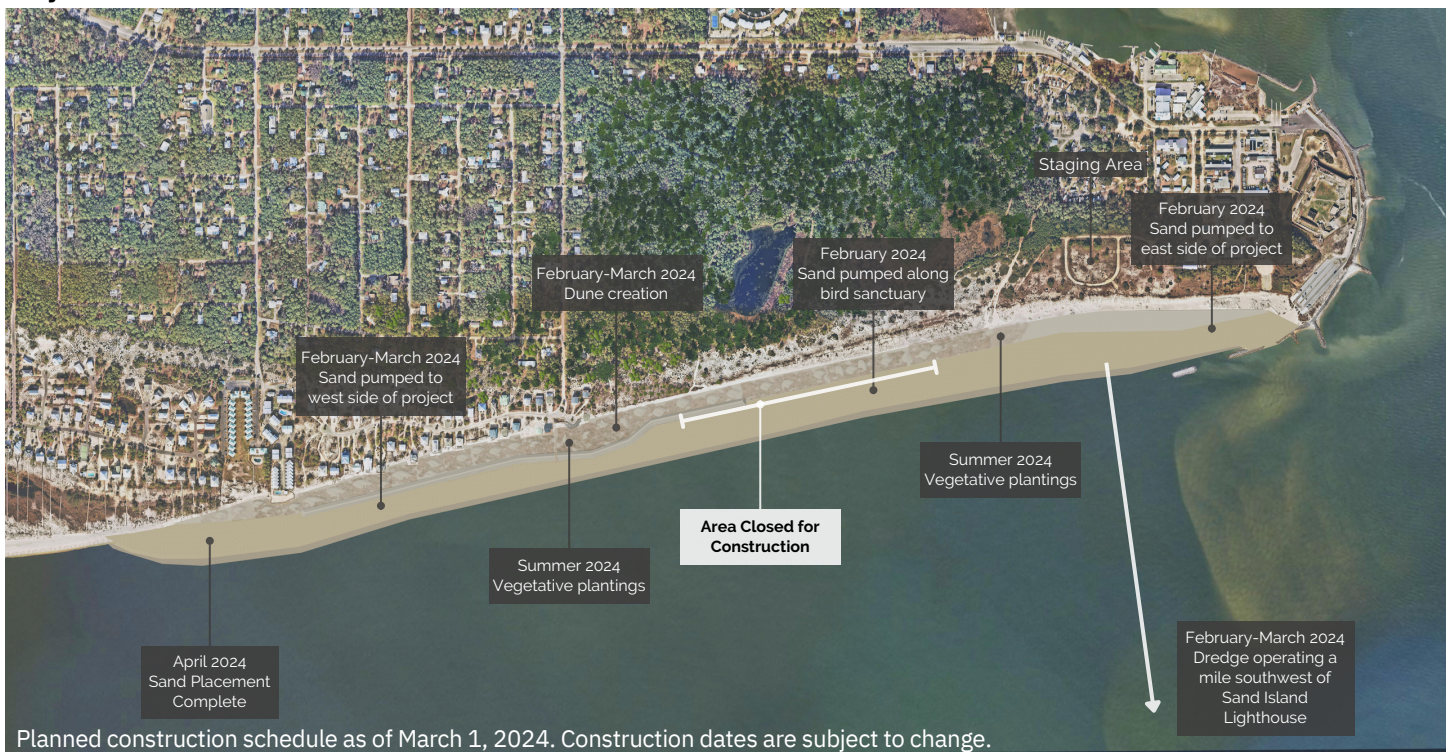 Staging Area
February 2024
Sand pumped to
east side of project
February 2024
Sand pumped along
bird sanctuary
February-March 2024
Dune creation
February-March 2024
Sand pumped to
west side of project
Summer 2024
Vegetative plantings
Area Closed for
Construction
Summer 2024
Vegetative plantings
February-March 2024
Dredge operating a
mile southwest of
Sand Island
Lighthouse
April 2024
Sand Placement
Complete
Planned construction schedule as of March 1, 2024. Construction dates are subject to change.